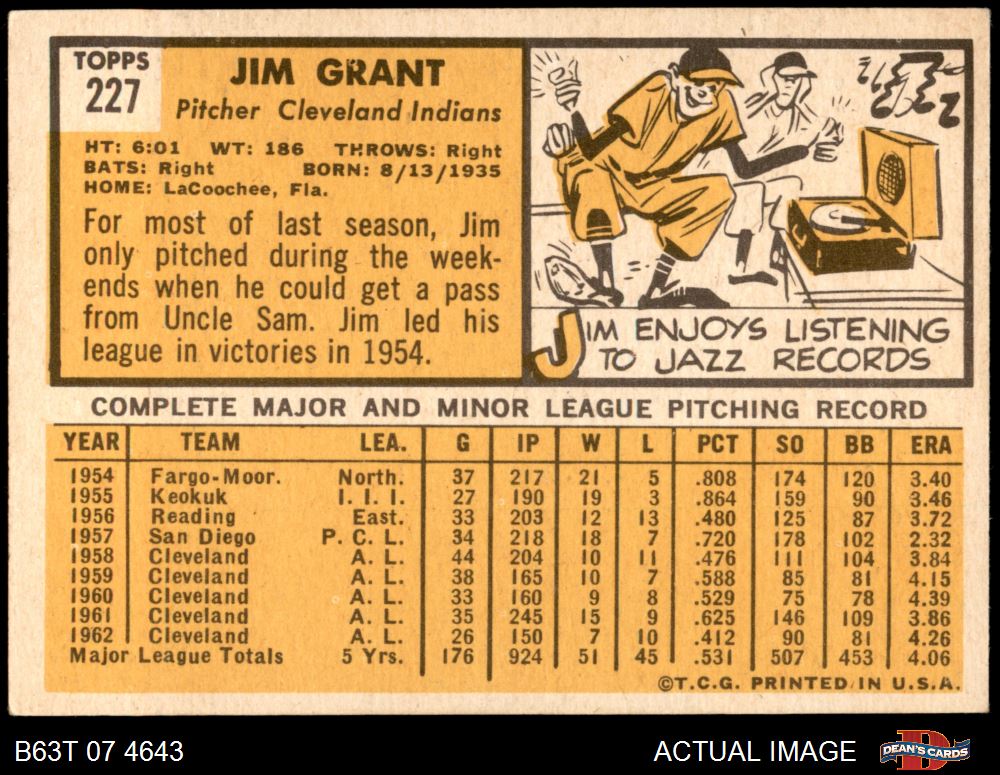 TOPPS
227
JIM GRANT
Pitcher Cleveland Indians
HT: 6:01 WT: 186 THROWS: Right
BATS: Right BORN: 8/13/1935
HOME: LaCoochee, Fla.
For most of last season, Jim
only pitched during the week-
ends when he could get a pass
from Uncle Sam. Jim led his
league in victories in 1954.
JIM ENJOYS LISTENING
TO JAZZ RECORDS
COMPLETE MAJOR AND MINOR LEAGUE PITCHING RECORD
YEAR TEAM LEA. G IP W L PCT SO BB ERA
1954 Fargo-Moor. North. 37 217 21 5 .808 174 120 3.40
1955 Keokuk I. I. I. 27 190 19 3 .864 159 90 3.46
1956 Reading East. 33 203 12 13 .480 125 87 3.72
1957 San Diego P. C. L. 34 218 18 7 .720 178 102 2.32
1958 Cleveland A. L. 44 204 10 11 .476 111 104 3.84
1959 Cleveland A. L. 38 165 10 7 .588 85 81 4.15
1960 Cleveland A. L. 33 160 9 8 .529 75 78 4.39
1961 Cleveland A. L. 35 245 15 9 .625 146 109 3.86
1962 Cleveland A. L. 26 150 7 10 .412 90 81 4.26
Major League Totals 5 Yrs. 176 924 51 45 .531 507 453 4.06
©T.C.G. PRINTED IN U.S.A.
B63T 07 4643 ACTUAL IMAGE D DEAN'S CARDS